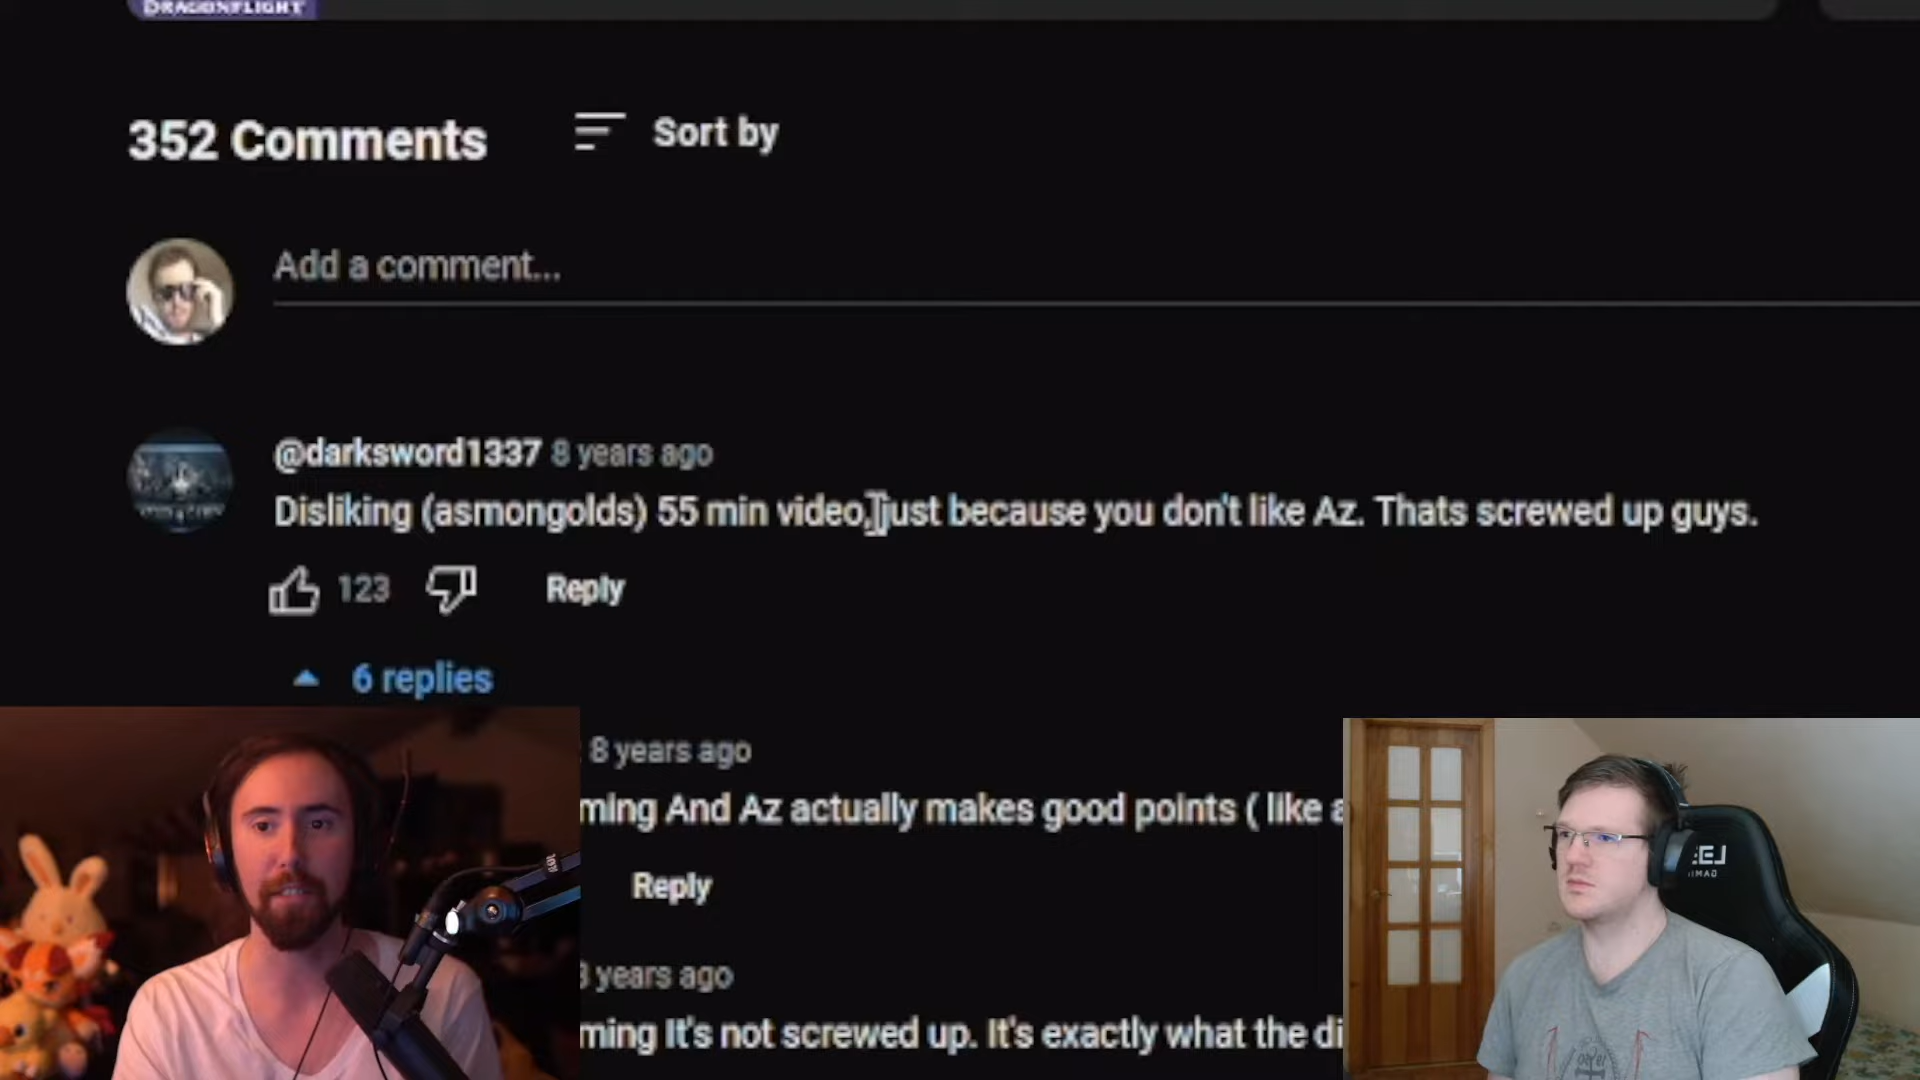 DRAGONFLIGHT
352 Comments
Sort by
Add a comment...
@darksword1337 8 years ago
Disliking (asmongolds) 55 min video, just because you don't like Az. Thats screwed up guys.
123
Reply
6 replies
8 years ago
ming And Az actually makes good points ( like a
Reply
years ago
ming It's not screwed up. It's exactly what the di